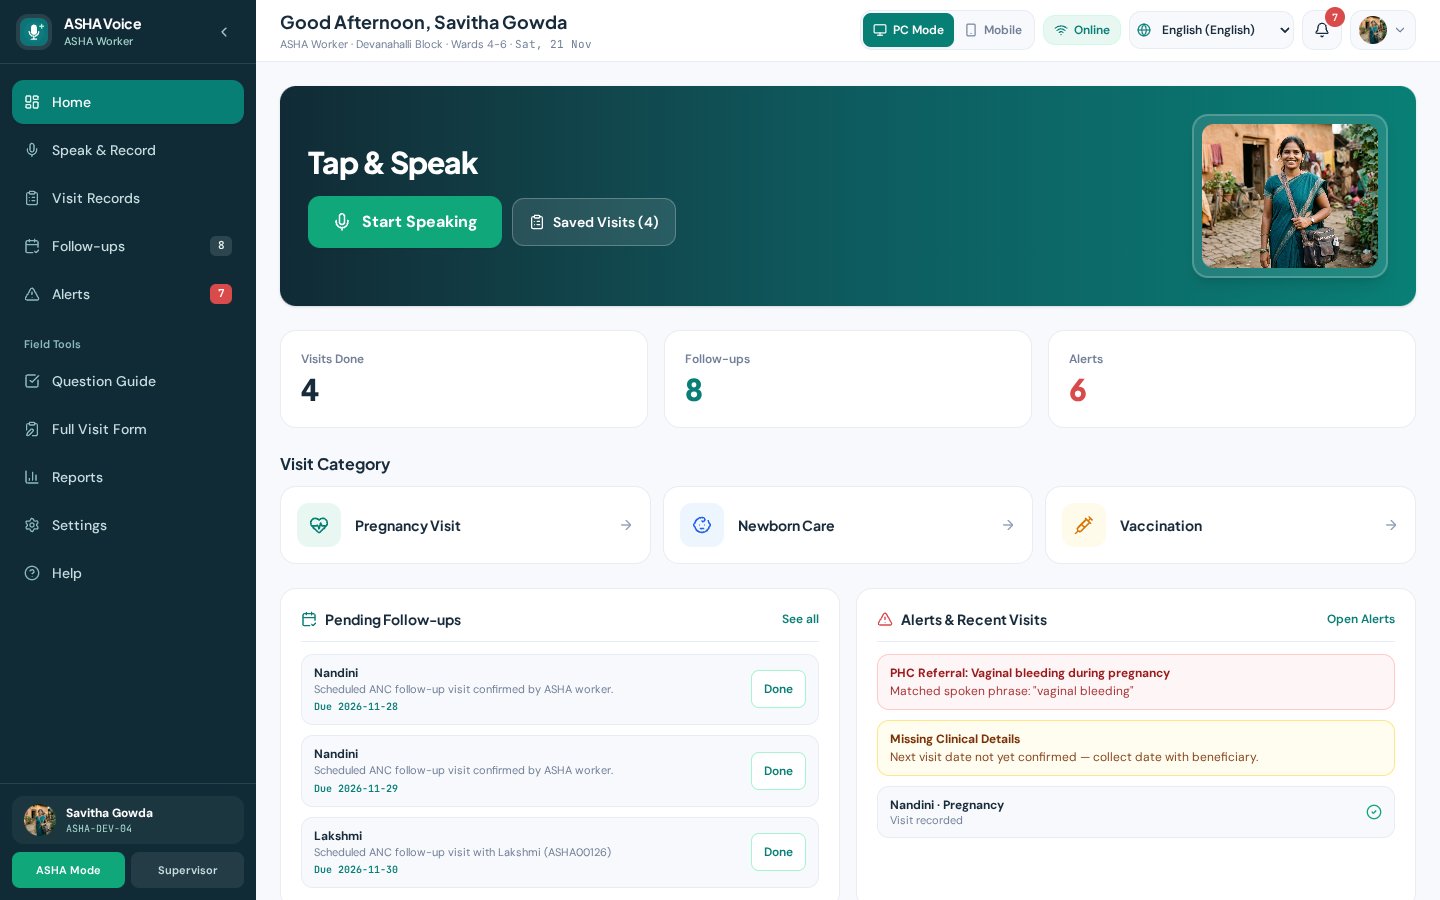 ASHA Voice
ASHA Worker
Home
Speak & Record
Visit Records
Follow-ups 8
Alerts 7
Field Tools
Question Guide
Full Visit Form
Reports
Settings
Help
Savitha Gowda
ASHA-DEV-04
ASHA Mode Supervisor
Good Afternoon, Savitha Gowda
ASHA Worker · Devanahalli Block · Wards 4-6 · Sat, 21 Nov
PC Mode Mobile Online English (English) 7
Tap & Speak
Start Speaking Saved Visits (4)
Visits Done
4
Follow-ups
8
Alerts
6
Visit Category
Pregnancy Visit
Newborn Care
Vaccination
Pending Follow-ups See all
Nandini
Scheduled ANC follow-up visit confirmed by ASHA worker.
Due 2026-11-28
Done
Nandini
Scheduled ANC follow-up visit confirmed by ASHA worker.
Due 2026-11-29
Done
Lakshmi
Scheduled ANC follow-up visit with Lakshmi (ASHA00126)
Due 2026-11-30
Done
Alerts & Recent Visits Open Alerts
PHC Referral: Vaginal bleeding during pregnancy
Matched spoken phrase: "vaginal bleeding"
Missing Clinical Details
Next visit date not yet confirmed — collect date with beneficiary.
Nandini · Pregnancy
Visit recorded